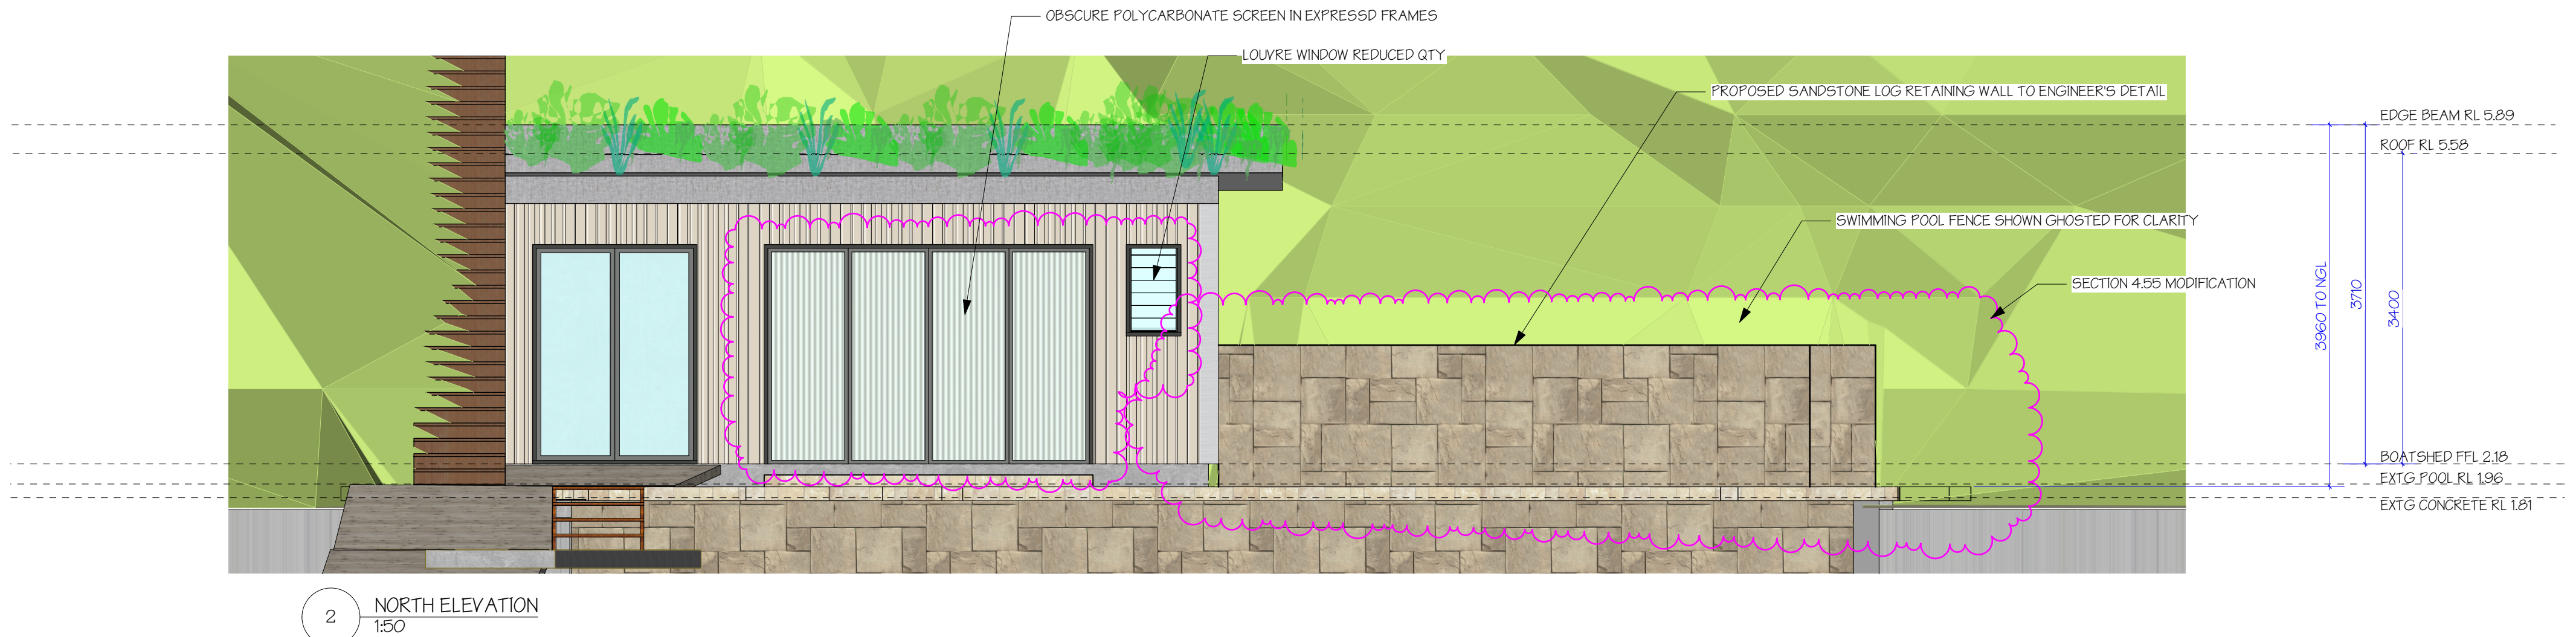 OBSCURE POLYCARBONATE SCREEN IN EXPRESSD FRAMES
LOUVRE WINDOW REDUCED QTY
PROPOSED SANDSTONE LOG RETAINING WALL TO ENGINEER'S DETAIL
EDGE BEAM RL 5.89
ROOF RL 5.58
SWIMMING POOL FENCE SHOWN GHOSTED FOR CLARITY
SECTION 4.55 MODIFICATION
3960 TO NGL
3710
3400
BOATSHED FFL 2.18
EXTG POOL RL 1.96
EXTG CONCRETE RL 1.81
2
NORTH ELEVATION
1:50